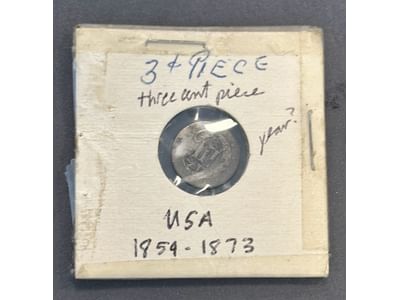 3¢ PIECE
three cent piece
year?
USA
1854-1873